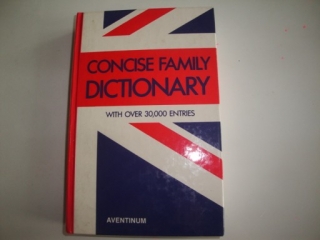 CONCISE FAMILY
DICTIONARY
WITH OVER 30,000 ENTRIES
AVENTINUM